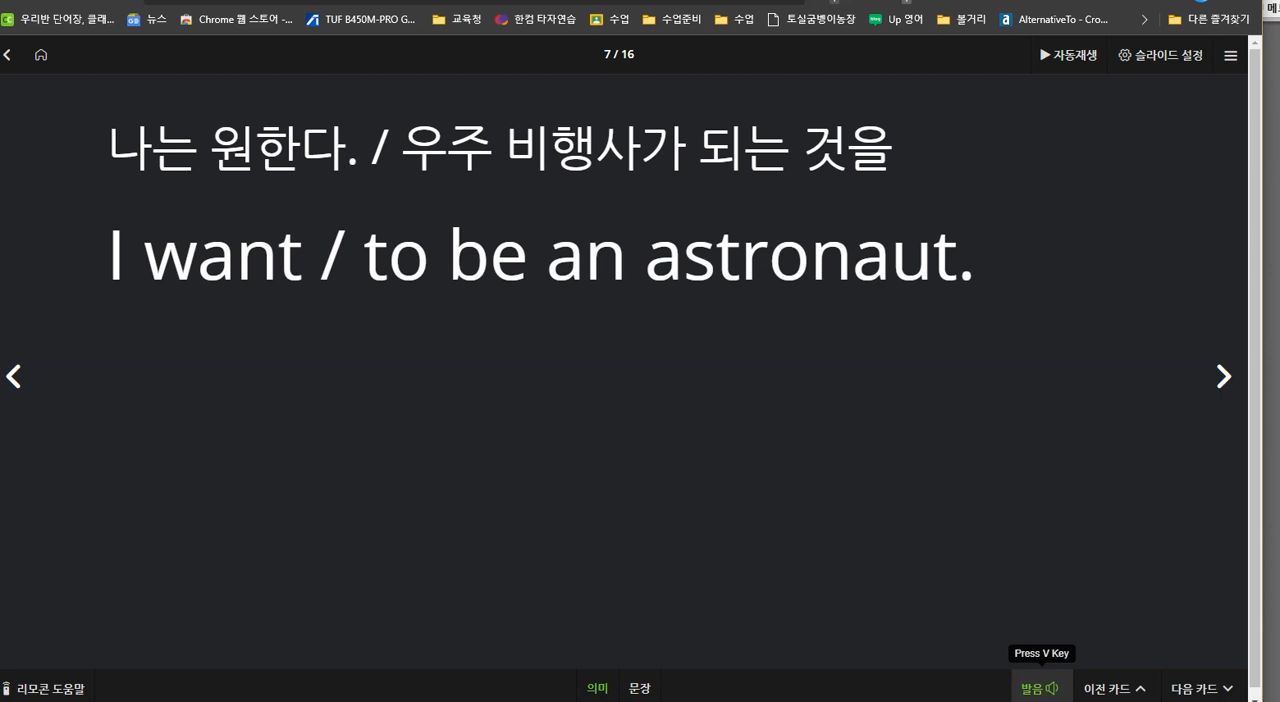 우리반 단어장, 클래... 뉴스 Chrome 웹 스토어 -... TUF B450M-PRO G... 교육청 한컴 타자연습 수업 수업준비 수업 토실굼벵이농장 Up 영어 볼거리 AlternativeTo - Cro... 다른 즐겨찾기
7 / 16 자동재생 슬라이드 설정
나는 원한다. / 우주 비행사가 되는 것을
I want / to be an astronaut.
Press V Key
리모콘 도움말 의미 문장 발음 이전 카드 다음 카드